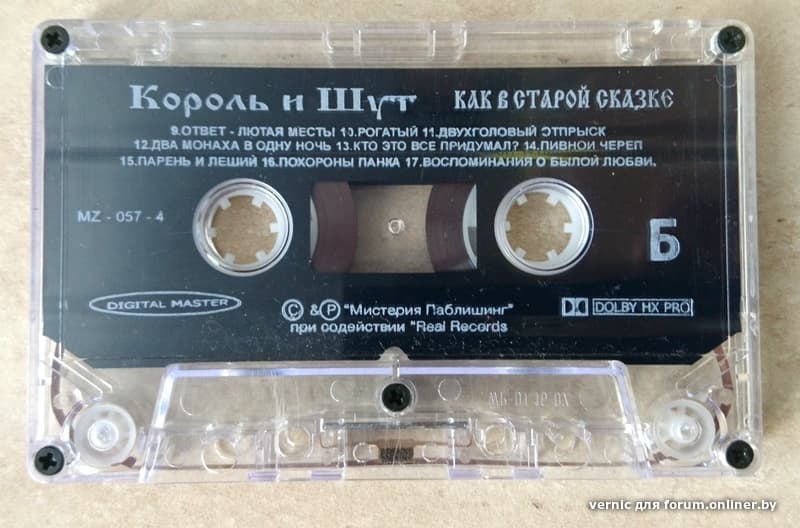 Король и Шут КАК В СТАРОЙ СКАЗКЕ
9.ОТВЕТ - ЛЮТАЯ МЕСТЫ 10.РОГАТЫЙ 11.ДВУХГОЛОВЫЙ ОТПРЫСК
12.ДВА МОНАХА В ОДНУ НОЧЬ 13.КТО ЭТО ВСЕ ПРИДУМАЛ? 14.ПИВНОЙ ЧЕРЕП
15.ПАРЕНЬ И ЛЕШИЙ 16.ПОХОРОНЫ ПАНКА 17.ВОСПОМИНАНИЯ О БЫЛОЙ ЛЮБВИ.
MZ - 057 - 4
Б
DIGITAL MASTER
© &℗ "Мистерия Паблишинг"
при содействии "Real Records
DOLBY HX PRO
vernic для forum.onliner.by